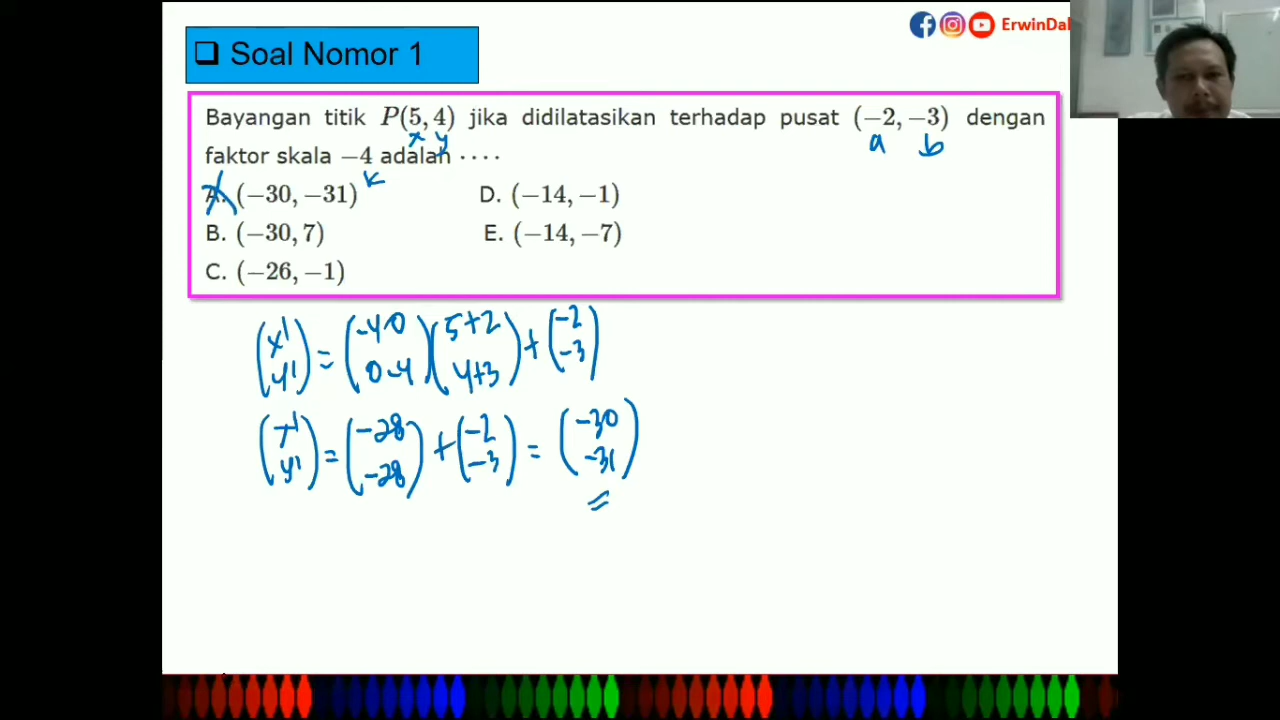 ErwinDal
❑ Soal Nomor 1
Bayangan titik P(5, 4) jika didilatasikan terhadap pusat (−2, −3) dengan
x y a b
faktor skala −4 adalah ····
k
A. (−30, −31) D. (−14, −1)
B. (−30, 7) E. (−14, −7)
C. (−26, −1)
(x' y') = (-4 0 0 -4)(5+2 4+3) + (-2 -3)
(x' y') = (-28 -28) + (-2 -3) = (-30 -31)